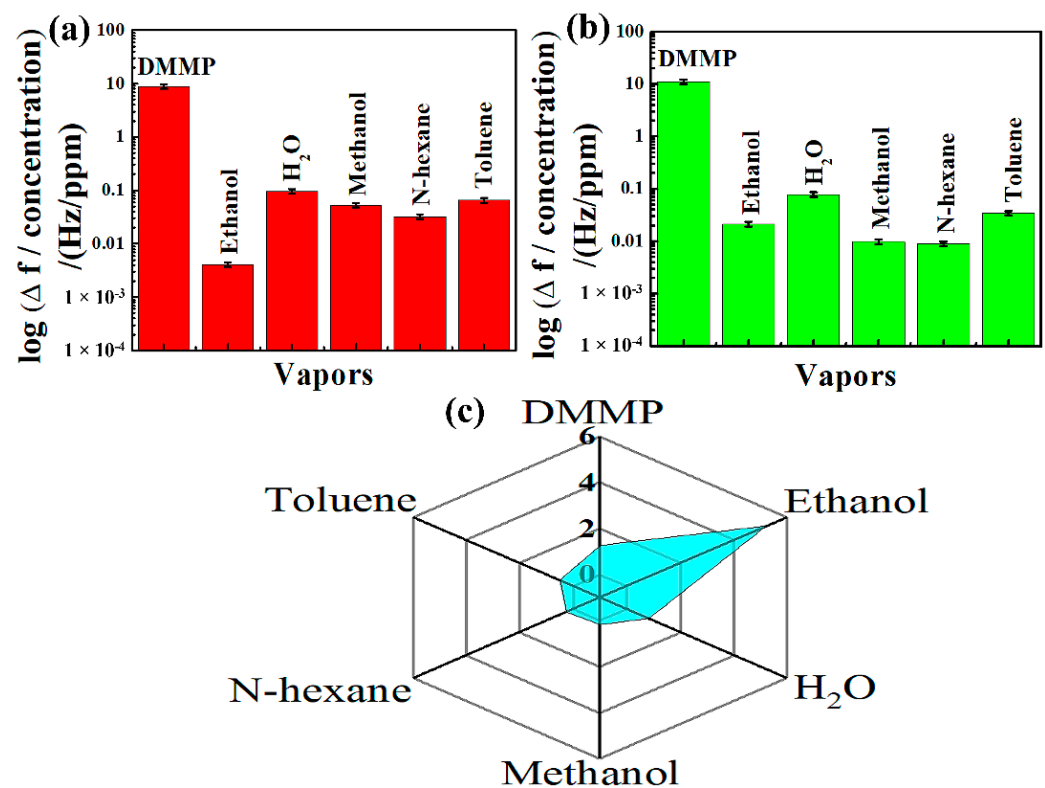 (a)
log (Δ f / concentration)
/(Hz/ppm)
100
10
1
0.1
0.01
1 × 10⁻³
1 × 10⁻⁴
DMMP
Ethanol
H₂O
Methanol
N-hexane
Toluene
Vapors
(b)
log (Δ f / concentration)
/(Hz/ppm)
100
10
1
0.1
0.01
1 × 10⁻³
1 × 10⁻⁴
DMMP
Ethanol
H₂O
Methanol
N-hexane
Toluene
Vapors
(c)
DMMP
6
4
2
0
Toluene
Ethanol
N-hexane
H₂O
Methanol